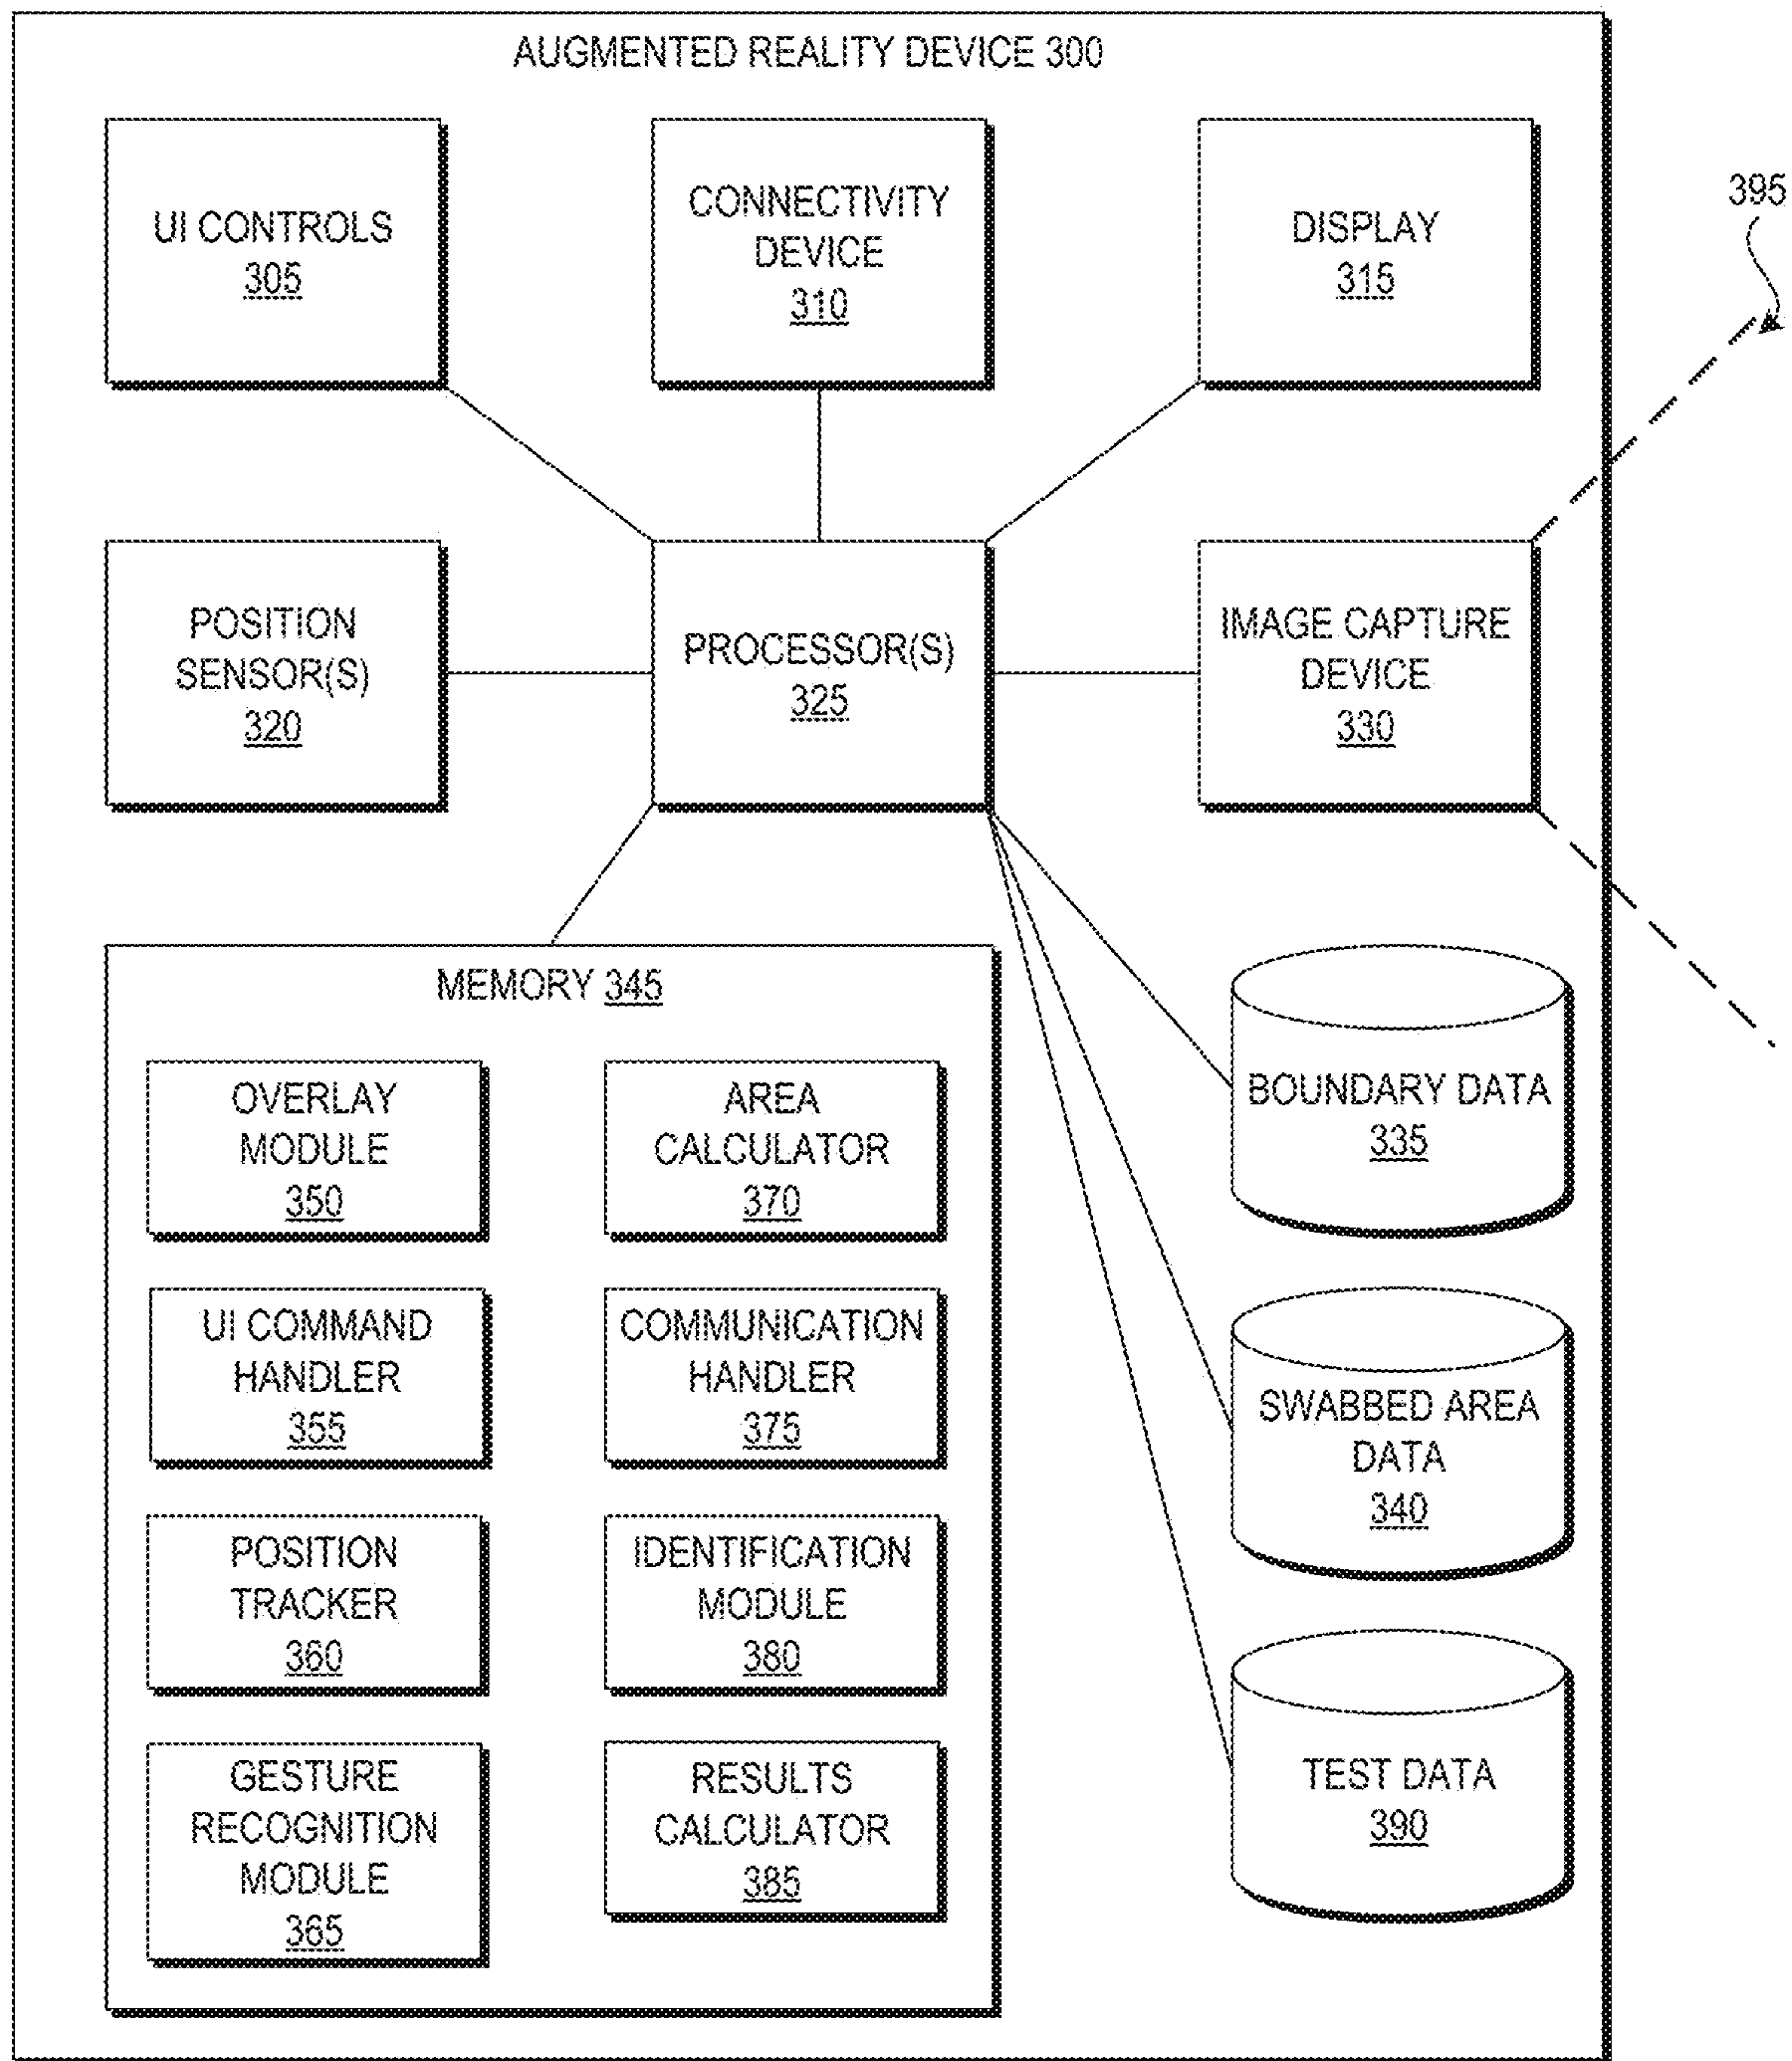 AUGMENTED REALITY DEVICE 300
UI CONTROLS
305
CONNECTIVITY
DEVICE
310
DISPLAY
315
395
POSITION
SENSOR(S)
320
PROCESSOR(S)
325
IMAGE CAPTURE
DEVICE
330
MEMORY 345
OVERLAY
MODULE
350
AREA
CALCULATOR
370
UI COMMAND
HANDLER
355
COMMUNICATION
HANDLER
375
POSITION
TRACKER
360
IDENTIFICATION
MODULE
380
GESTURE
RECOGNITION
MODULE
365
RESULTS
CALCULATOR
385
BOUNDARY DATA
335
SWABBED AREA
DATA
340
TEST DATA
390